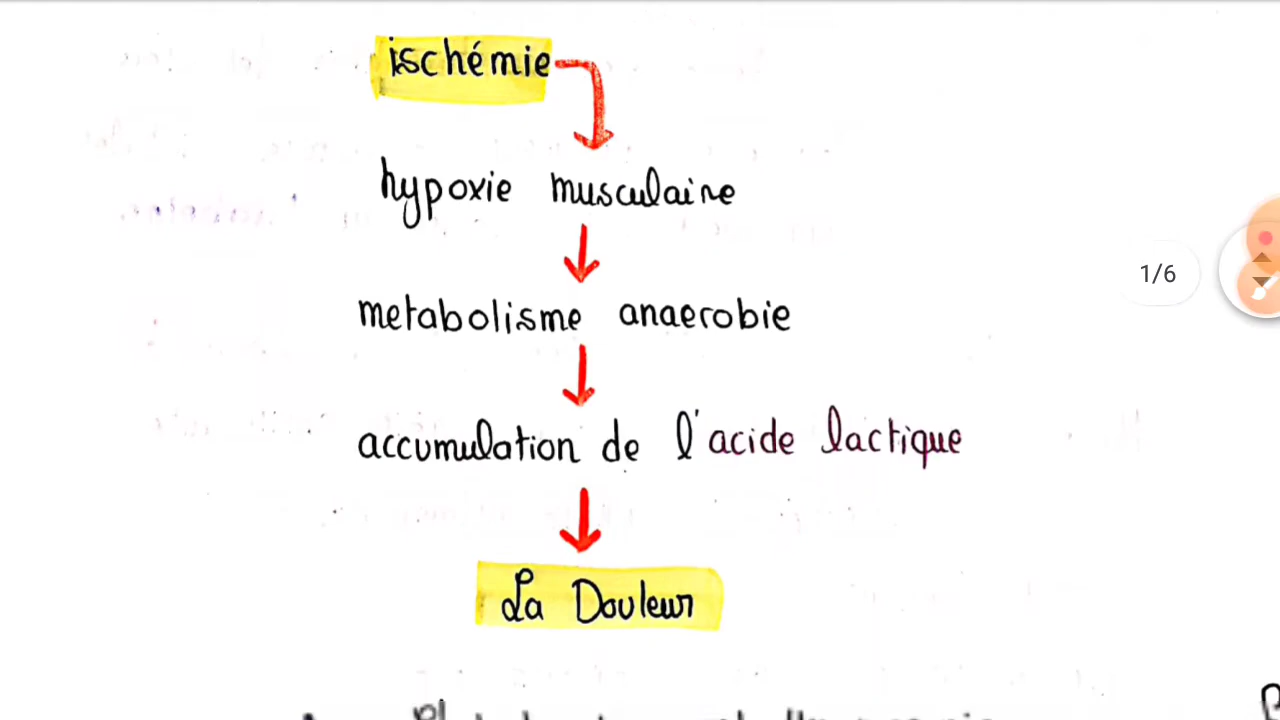 ischémie
hypoxie musculaire
1/6
metabolisme anaerobie
accumulation de l'acide lactique
La Douleur